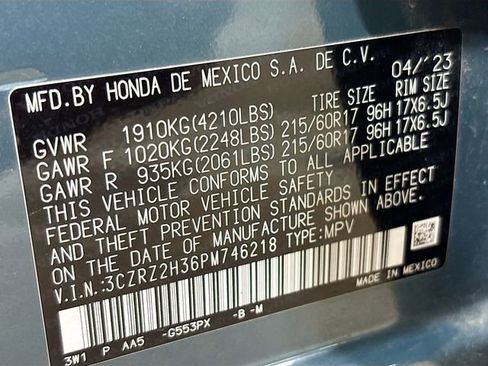 MFD.BY HONDA DE MEXICO S.A. DE C.V. 04/'23
TIRE SIZE RIM SIZE
GVWR 1910KG(4210LBS)
GAWR F 1020KG(2248LBS) 215/60R17 96H 17X6.5J
GAWR R 935KG(2061LBS) 215/60R17 96H 17X6.5J
THIS VEHICLE CONFORMS TO ALL APPLICABLE
FEDERAL MOTOR VEHICLE SAFETY
AND THEFT PREVENTION STANDARDS IN EFFECT
ON THE DATE OF MANUFACTURE SHOWN ABOVE.
V.I.N.:3CZRZ2H36PM746218 TYPE:MPV
MADE IN MEXICO
3W1 P AA5 -G553PX -B -M